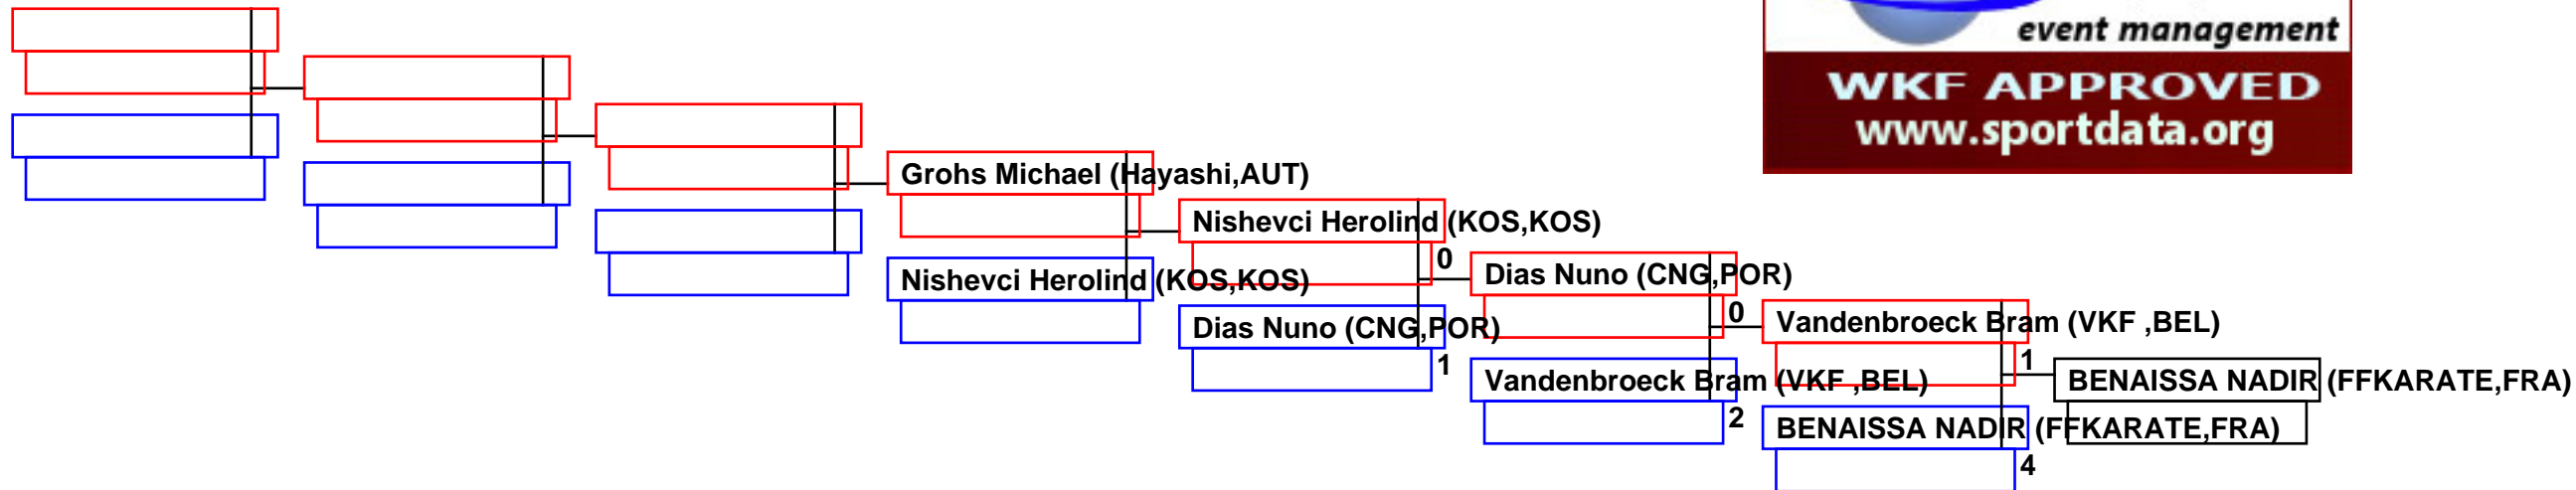 event management
WKF APPROVED
www.sportdata.org
Grohs Michael (Hayashi,AUT)
Nishevci Herolind (KOS,KOS)
Nishevci Herolind (KOS,KOS)
0
Dias Nuno (CNG,POR)
1
Dias Nuno (CNG,POR)
0
Vandenbroeck Bram (VKF ,BEL)
2
Vandenbroeck Bram (VKF ,BEL)
1
BENAISSA NADIR (FFKARATE,FRA)
4
BENAISSA NADIR (FFKARATE,FRA)